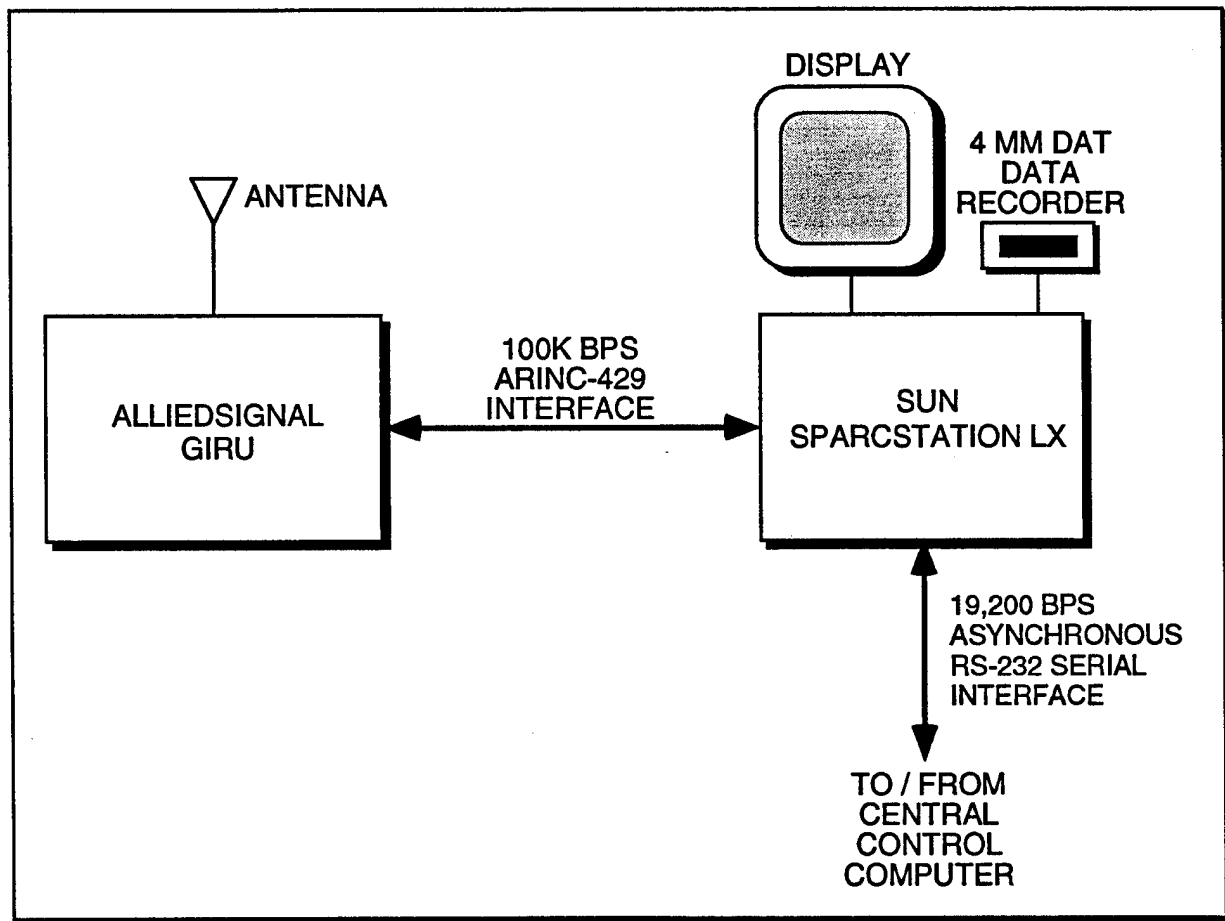 DISPLAY
4 MM DAT
DATA
RECORDER
ANTENNA
100K BPS
ARINC-429
INTERFACE
ALLIEDSIGNAL
GIRU
SUN
SPARCSTATION LX
19,200 BPS
ASYNCHRONOUS
RS-232 SERIAL
INTERFACE
TO / FROM
CENTRAL
CONTROL
COMPUTER